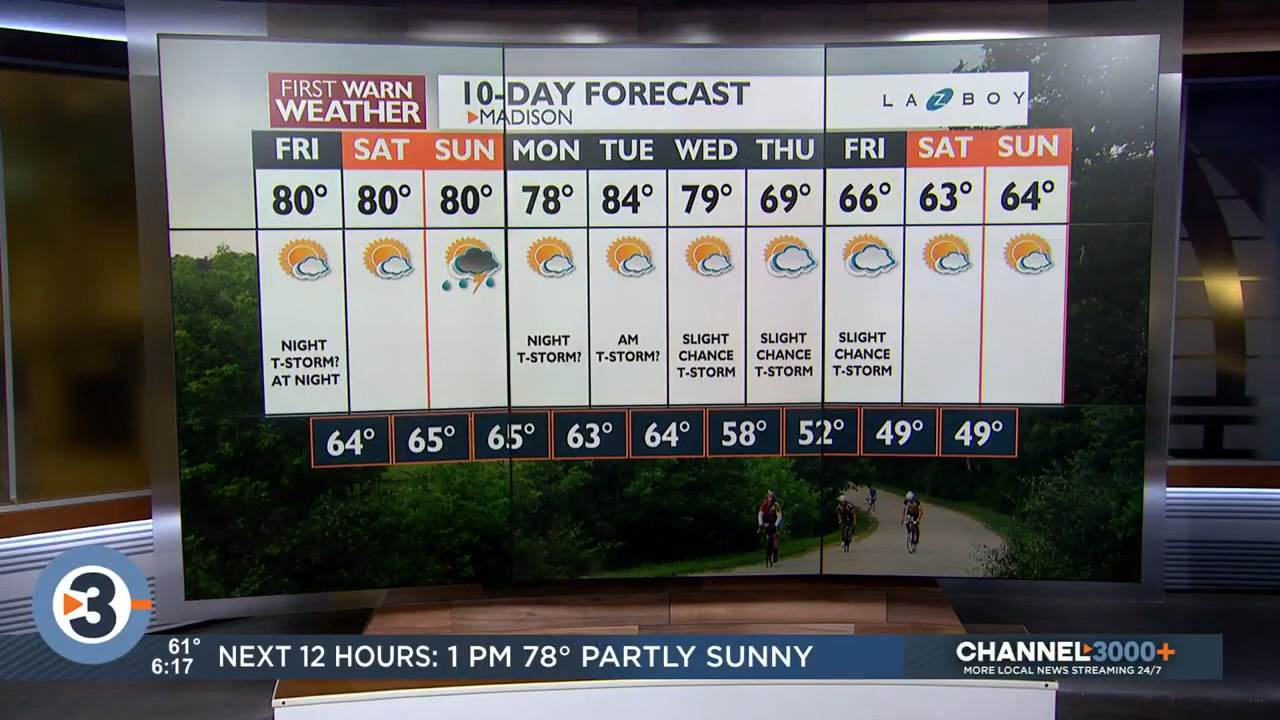 FIRST WARN
WEATHER
10-DAY FORECAST
MADISON
LA Z BOY
FRI SAT SUN MON TUE WED THU FRI SAT SUN
80° 80° 80° 78° 84° 79° 69° 66° 63° 64°
NIGHT
T-STORM?
AT NIGHT
NIGHT
T-STORM?
AM
T-STORM?
SLIGHT
CHANCE
T-STORM
SLIGHT
CHANCE
T-STORM
SLIGHT
CHANCE
T-STORM
64° 65° 65° 63° 64° 58° 52° 49° 49°
3
61°
6:17
NEXT 12 HOURS: 1 PM 78° PARTLY SUNNY
CHANNEL3000+
MORE LOCAL NEWS STREAMING 24/7